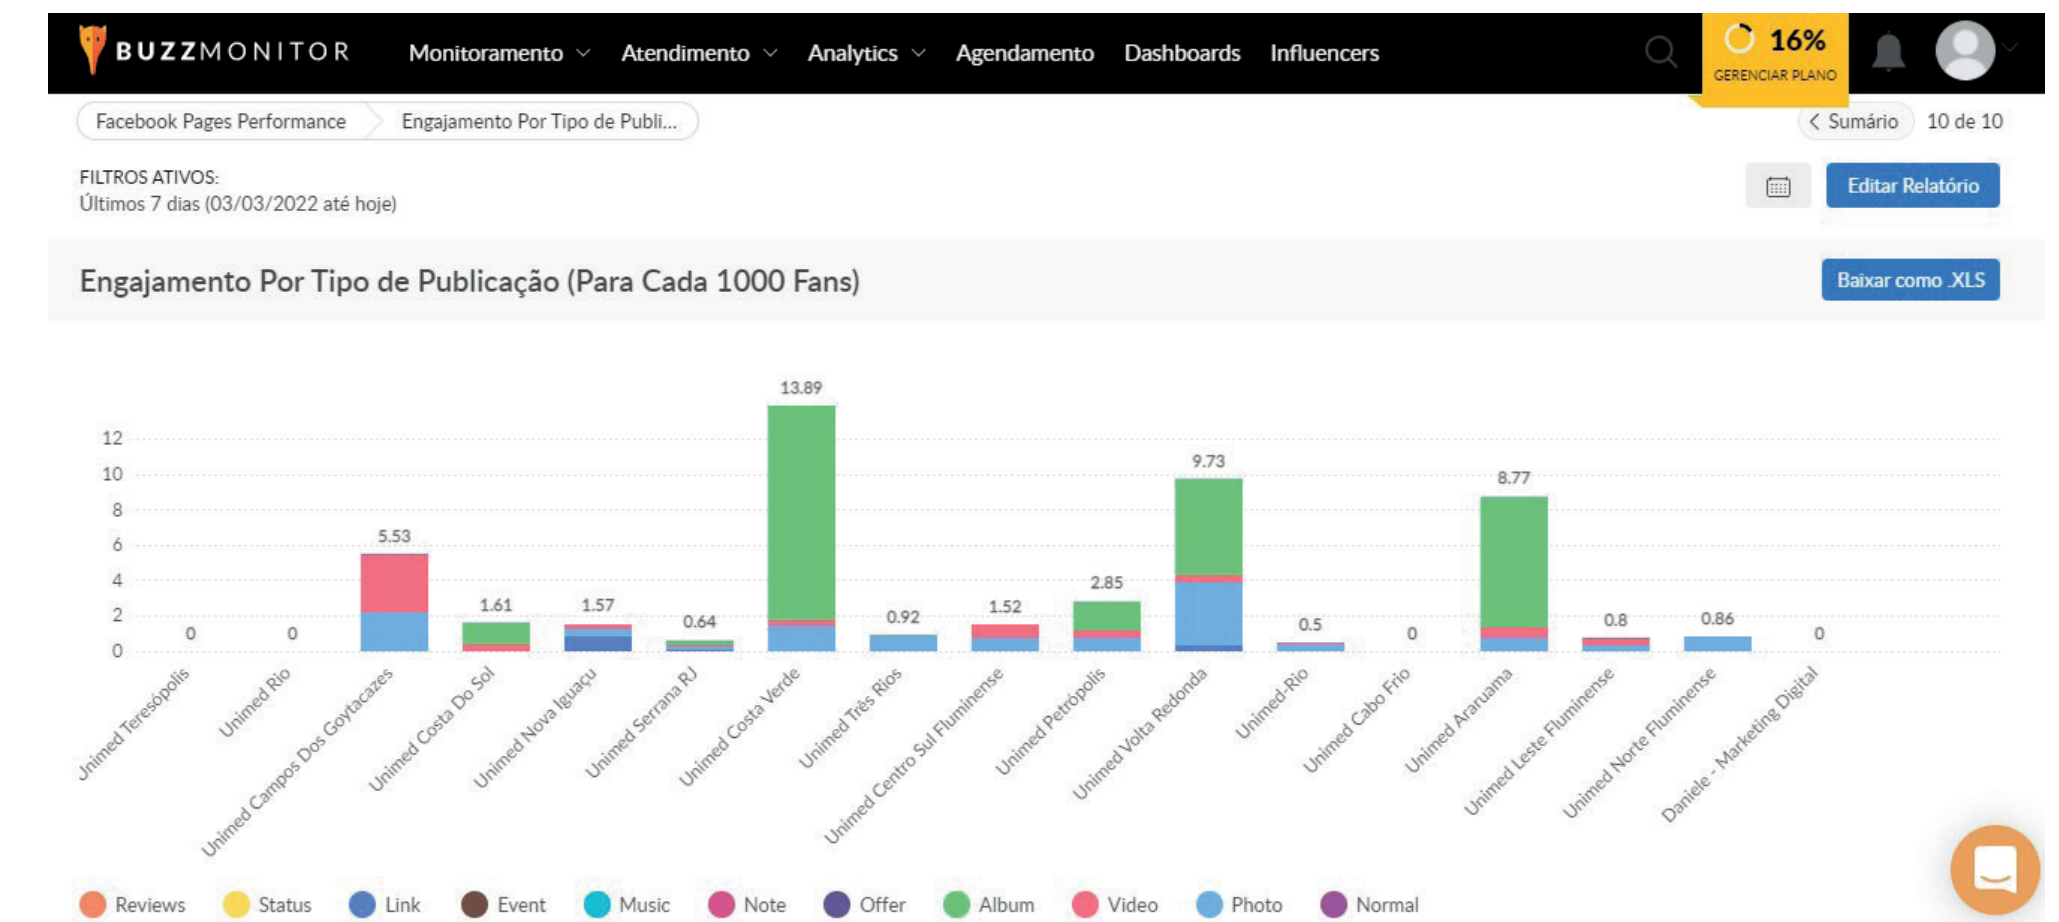 BUZZMONITOR Monitoramento Atendimento Analytics Agendamento Dashboards Influencers 16%
GERENCIAR PLANO
Facebook Pages Performance Engajamento Por Tipo de Publi... Sumário 10 de 10
FILTROS ATIVOS:
Últimos 7 dias (03/03/2022 até hoje) Editar Relatório
Engajamento Por Tipo de Publicação (Para Cada 1000 Fans) Baixar como .XLS
13.89
12
10
8
6
4
2
0
0
0
5.53
1.61
1.57
0.64
0.92
1.52
2.85
9.73
0.5
0
8.77
0.8
0.86
0
Unimed Teresópolis
Unimed Rio
Unimed Campos Dos Goytacazes
Unimed Costa Do Sol
Unimed Nova Iguaçu
Unimed Serrana RJ
Unimed Costa Verde
Unimed Três Rios
Unimed Centro Sul Fluminense
Unimed Petrópolis
Unimed Volta Redonda
Unimed-Rio
Unimed Cabo Frio
Unimed Araruama
Unimed Leste Fluminense
Unimed Norte Fluminense
Daniele - Marketing Digital
Reviews Status Link Event Music Note Offer Album Video Photo Normal